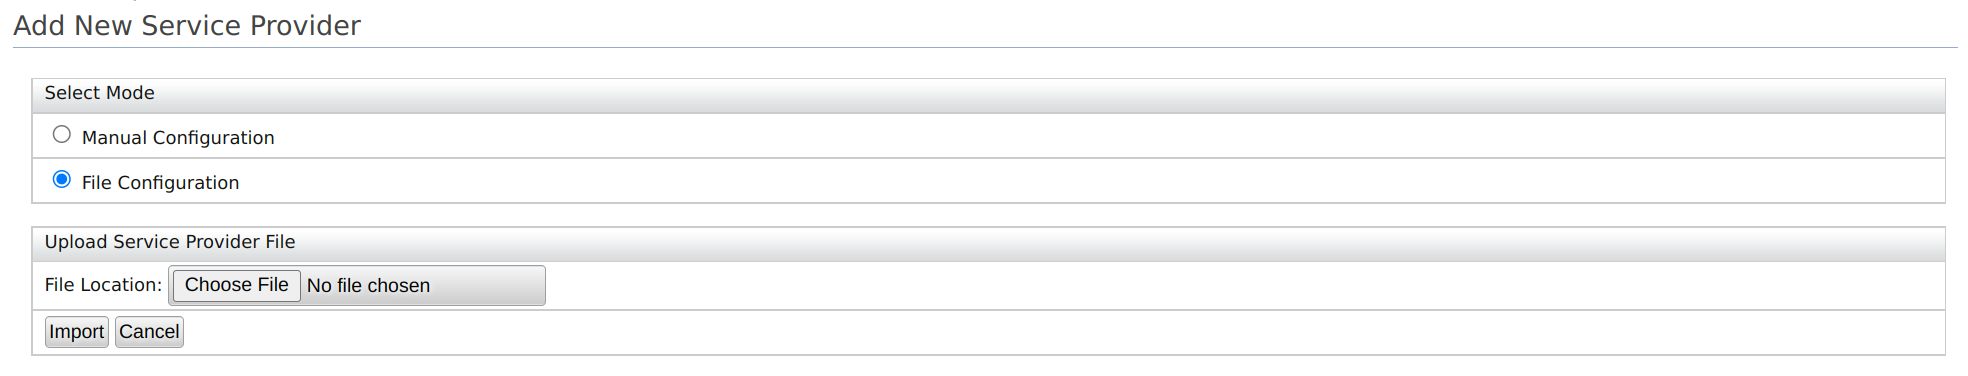 Add New Service Provider
Select Mode
Manual Configuration
File Configuration
Upload Service Provider File
File Location: Choose File No file chosen
Import Cancel